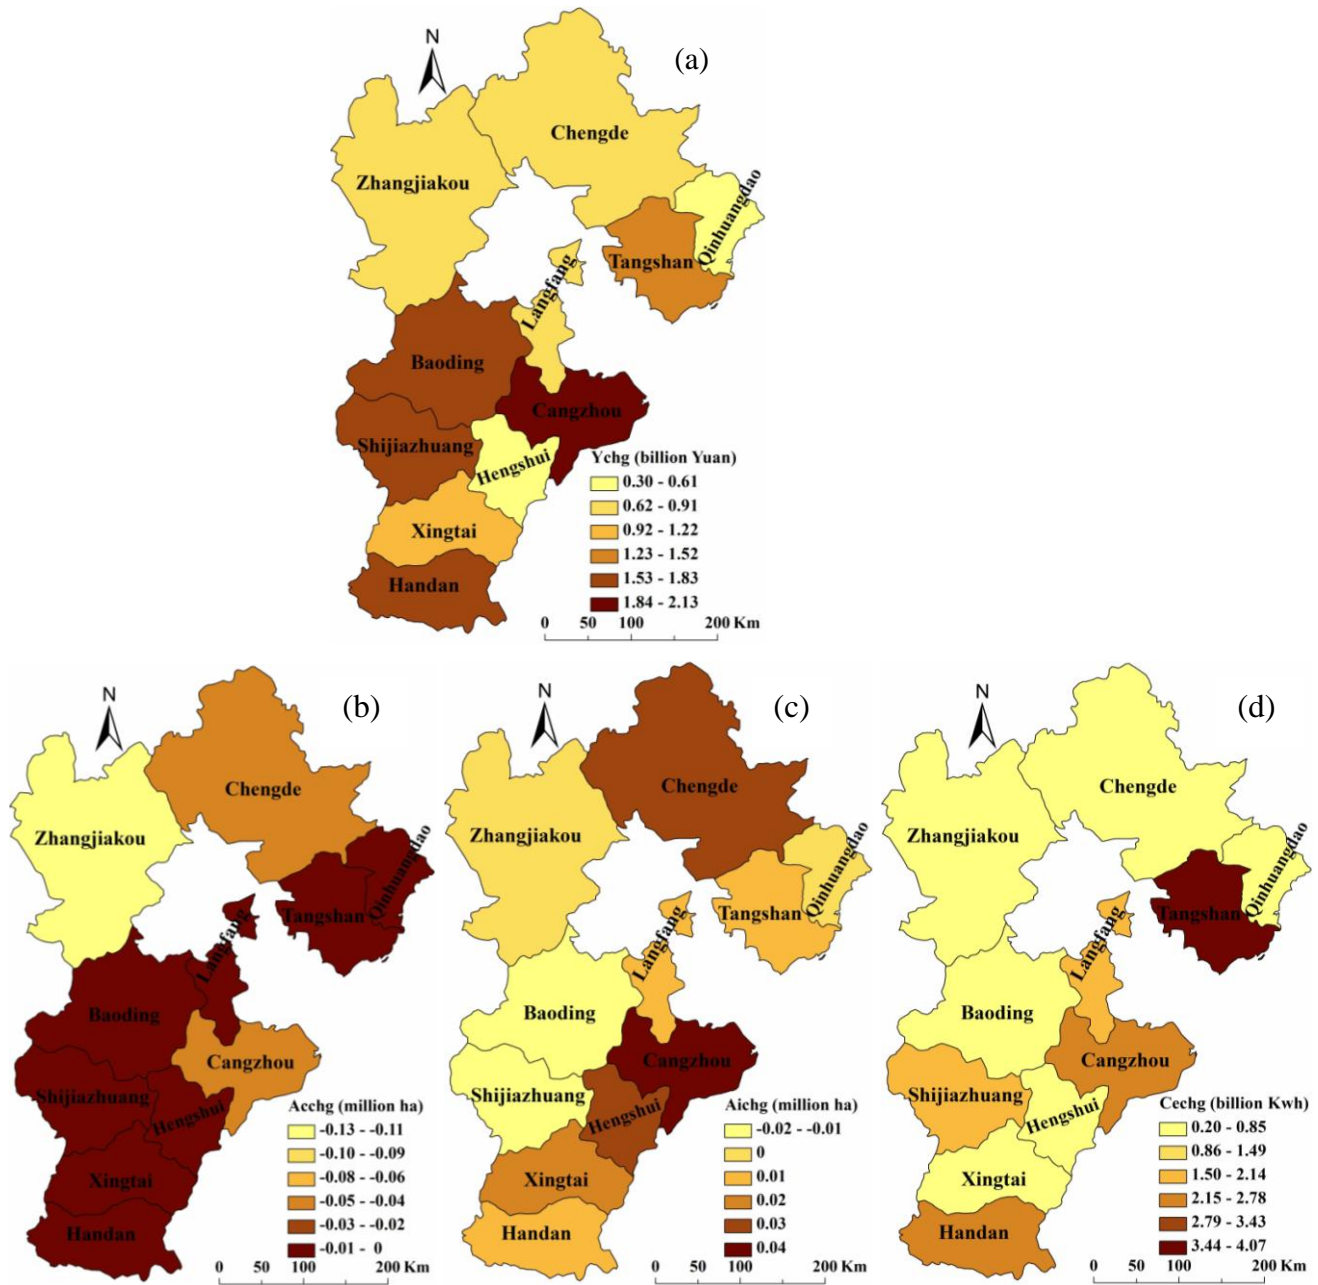 N
(a)
Chengde
Zhangjiakou
Qinhuangdao
Tangshan
Langfang
Baoding
Cangzhou
Shijiazhuang
Hengshui
Xingtai
Handan
Ychg (billion Yuan)
0.30 - 0.61
0.62 - 0.91
0.92 - 1.22
1.23 - 1.52
1.53 - 1.83
1.84 - 2.13
0 50 100 200 Km
N
(b)
Chengde
Zhangjiakou
Qinhuangdao
Tangshan
Langfang
Baoding
Cangzhou
Shijiazhuang
Hengshui
Xingtai
Handan
Acchg (million ha)
-0.13 - -0.11
-0.10 - -0.09
-0.08 - -0.06
-0.05 - -0.04
-0.03 - -0.02
-0.01 - 0
0 50 100 200 Km
N
(c)
Chengde
Zhangjiakou
Qinhuangdao
Tangshan
Langfang
Baoding
Cangzhou
Shijiazhuang
Hengshui
Xingtai
Handan
Aichg (million ha)
-0.02 - -0.01
0
0.01
0.02
0.03
0.04
0 50 100 200 Km
N
(d)
Chengde
Zhangjiakou
Qinhuangdao
Tangshan
Langfang
Baoding
Cangzhou
Shijiazhuang
Hengshui
Xingtai
Handan
Cechg (billion Kwh)
0.20 - 0.85
0.86 - 1.49
1.50 - 2.14
2.15 - 2.78
2.79 - 3.43
3.44 - 4.07
0 50 100 200 KM